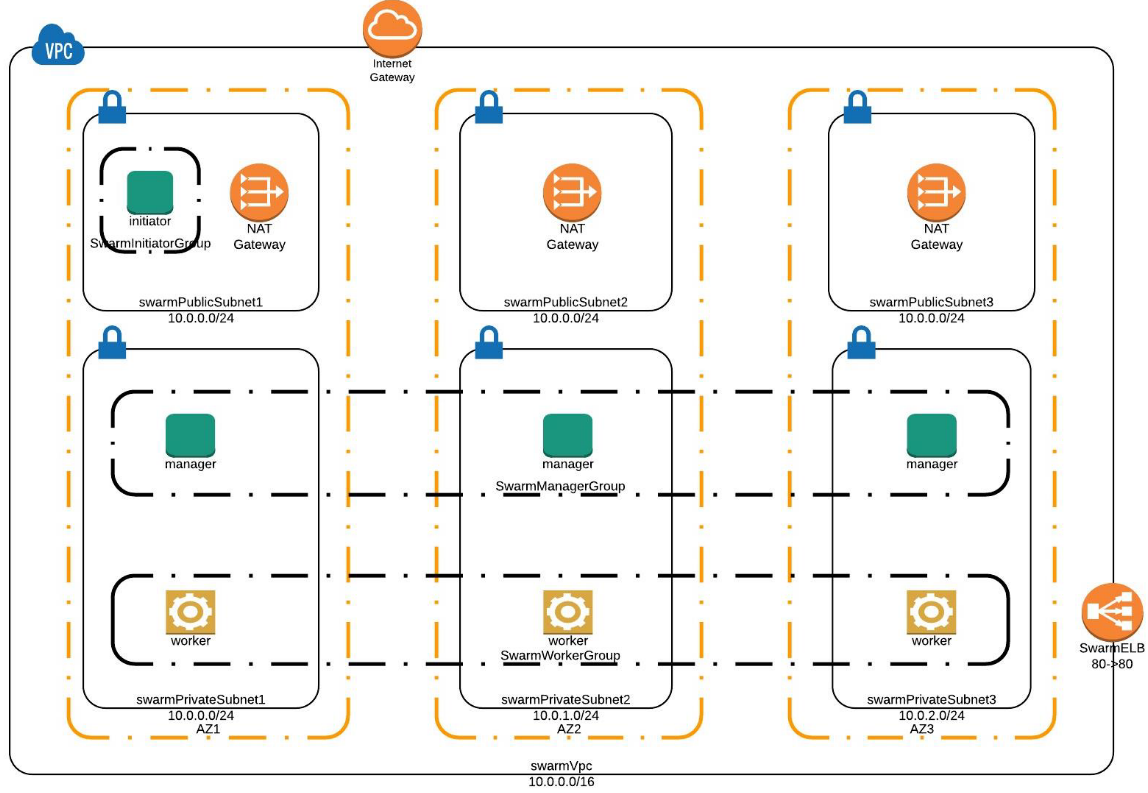 VPC
Internet
Gateway
initiator
SwarmInitiatorGroup
NAT
Gateway
NAT
Gateway
NAT
Gateway
swarmPublicSubnet1
10.0.0.0/24
swarmPublicSubnet2
10.0.0.0/24
swarmPublicSubnet3
10.0.0.0/24
manager
manager
manager
SwarmManagerGroup
worker
worker
worker
SwarmWorkerGroup
SwarmELB
80->80
swarmPrivateSubnet1
10.0.0.0/24
AZ1
swarmPrivateSubnet2
10.0.1.0/24
AZ2
swarmPrivateSubnet3
10.0.2.0/24
AZ3
swarmVpc
10.0.0.0/16